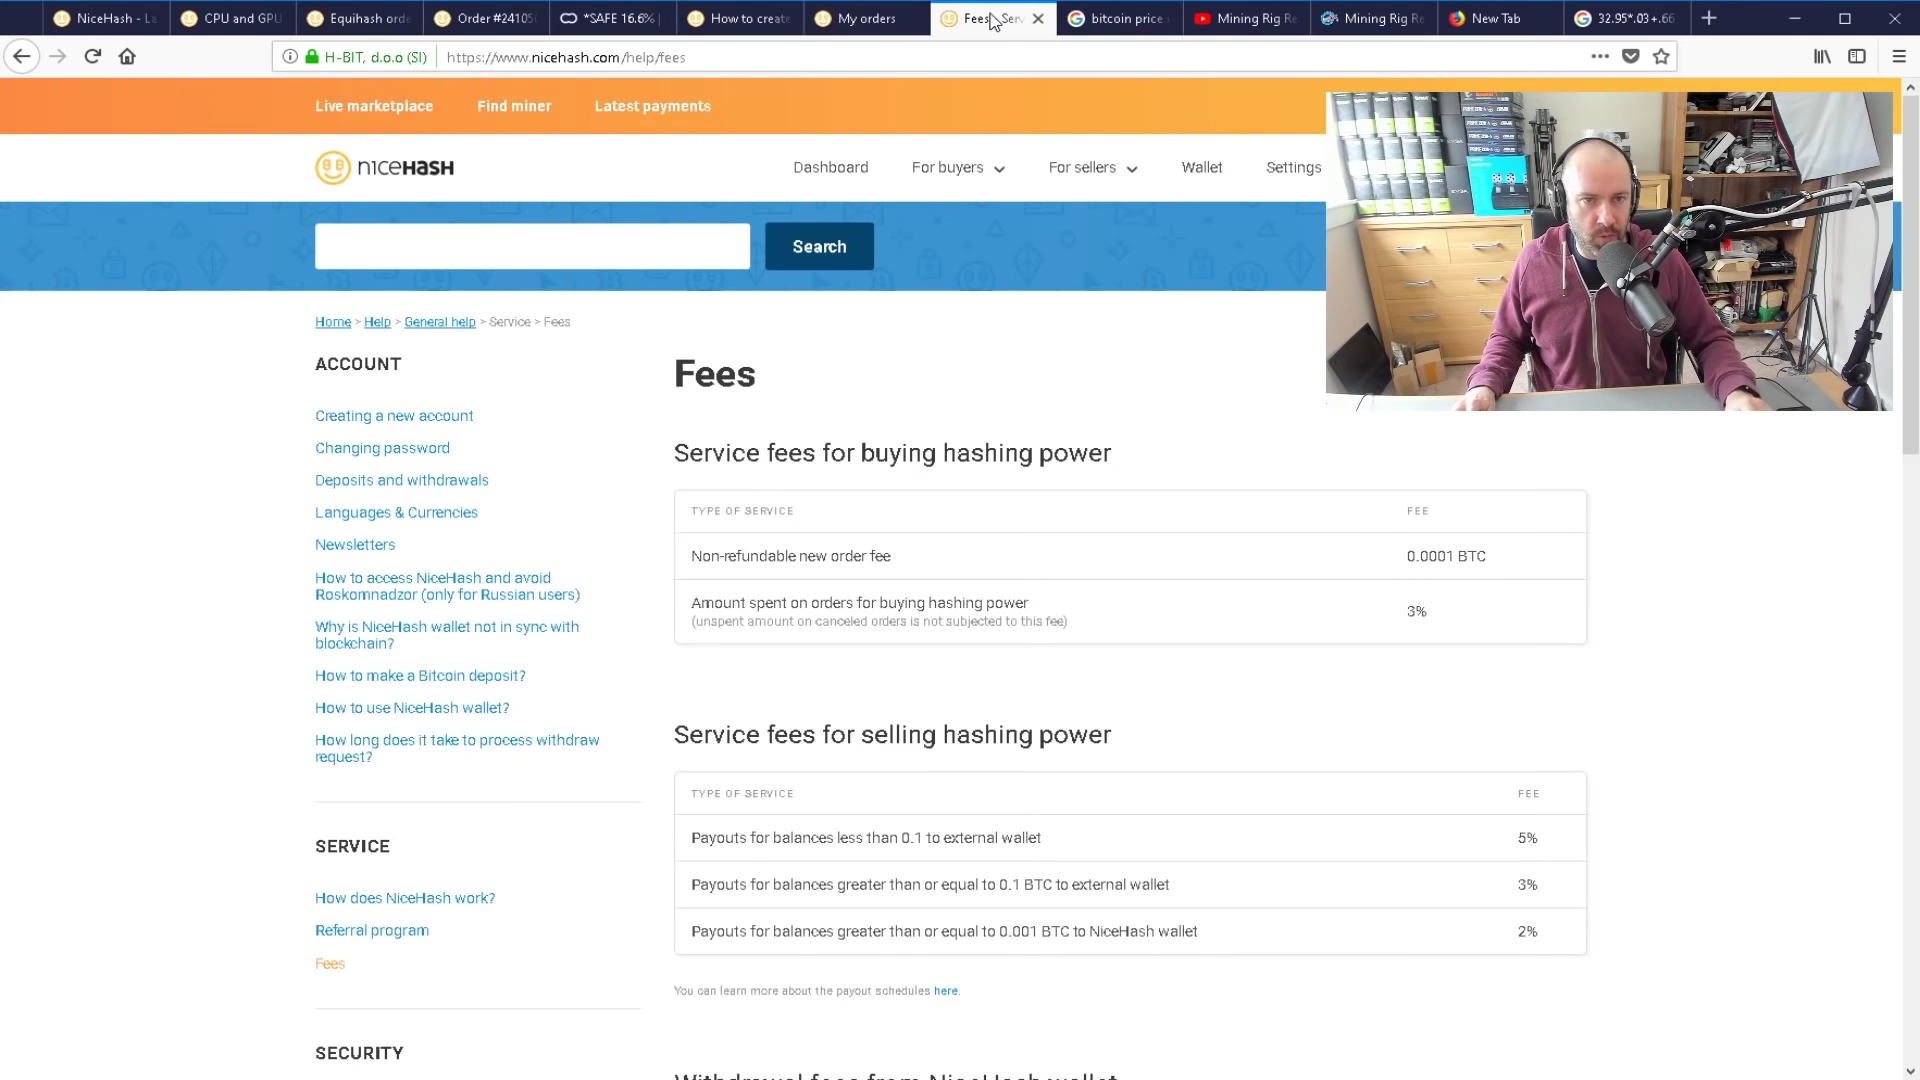 NiceHash - La
CPU and GPU
Equihash orde
Order #24105
*SAFE 16.6% |
How to create
My orders
Fees - Serv
bitcoin price
Mining Rig Re
Mining Rig Re
New Tab
32.95*.03+.66
H-BIT, d.o.o (SI)
https://www.nicehash.com/help/fees
Live marketplace
Find miner
Latest payments
niceHASH
Dashboard
For buyers
For sellers
Wallet
Settings
Search
Home > Help > General help > Service > Fees
ACCOUNT
Creating a new account
Changing password
Deposits and withdrawals
Languages & Currencies
Newsletters
How to access NiceHash and avoid
Roskomnadzor (only for Russian users)
Why is NiceHash wallet not in sync with
blockchain?
How to make a Bitcoin deposit?
How to use NiceHash wallet?
How long does it take to process withdraw
request?
SERVICE
How does NiceHash work?
Referral program
Fees
SECURITY
Fees
Service fees for buying hashing power
TYPE OF SERVICE FEE
Non-refundable new order fee 0.0001 BTC
Amount spent on orders for buying hashing power
(unspent amount on canceled orders is not subjected to this fee)
3%
Service fees for selling hashing power
TYPE OF SERVICE FEE
Payouts for balances less than 0.1 to external wallet 5%
Payouts for balances greater than or equal to 0.1 BTC to external wallet 3%
Payouts for balances greater than or equal to 0.001 BTC to NiceHash wallet 2%
You can learn more about the payout schedules here.
Withdrawal fees from NiceHash wallet